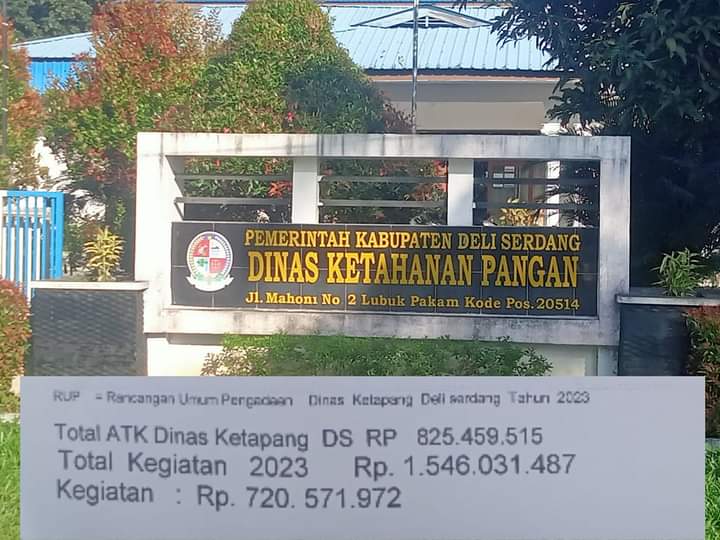 PEMERINTAH KABUPATEN DELI SERDANG
DINAS KETAHANAN PANGAN
Jl. Mahoni No 2 Lubuk Pakam Kode Pos. 20514
RUP = Rancangan Umum Pengadaan Dinas Ketapang Deli serdang Tahun 2023
Total ATK Dinas Ketapang DS RP 825.459.515
Total Kegiatan 2023 Rp. 1.546.031.487
Kegiatan : Rp. 720. 571.972